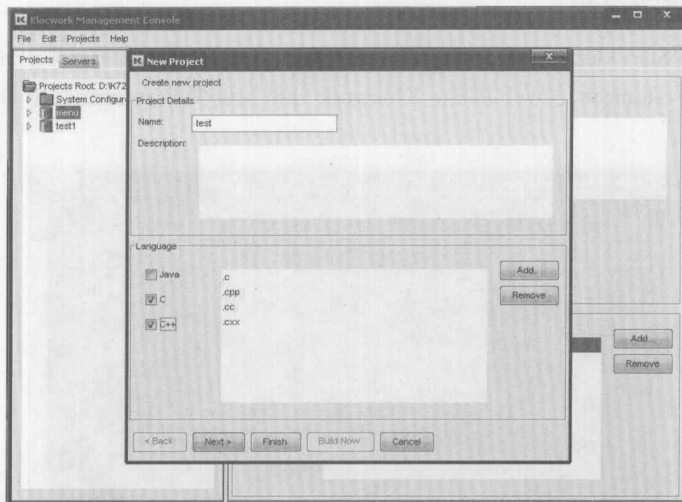 Klocwork Management Console
File Edit Projects Help
Projects Servers
Projects Root: D:\K72
System Configur
menu
test1
New Project
Create new project
Project Details
Name: test
Description:
Language
Java
C
C++
.c
.cpp
.cc
.cxx
Add...
Remove
Add...
Remove
< Back Next > Finish Build Now Cancel